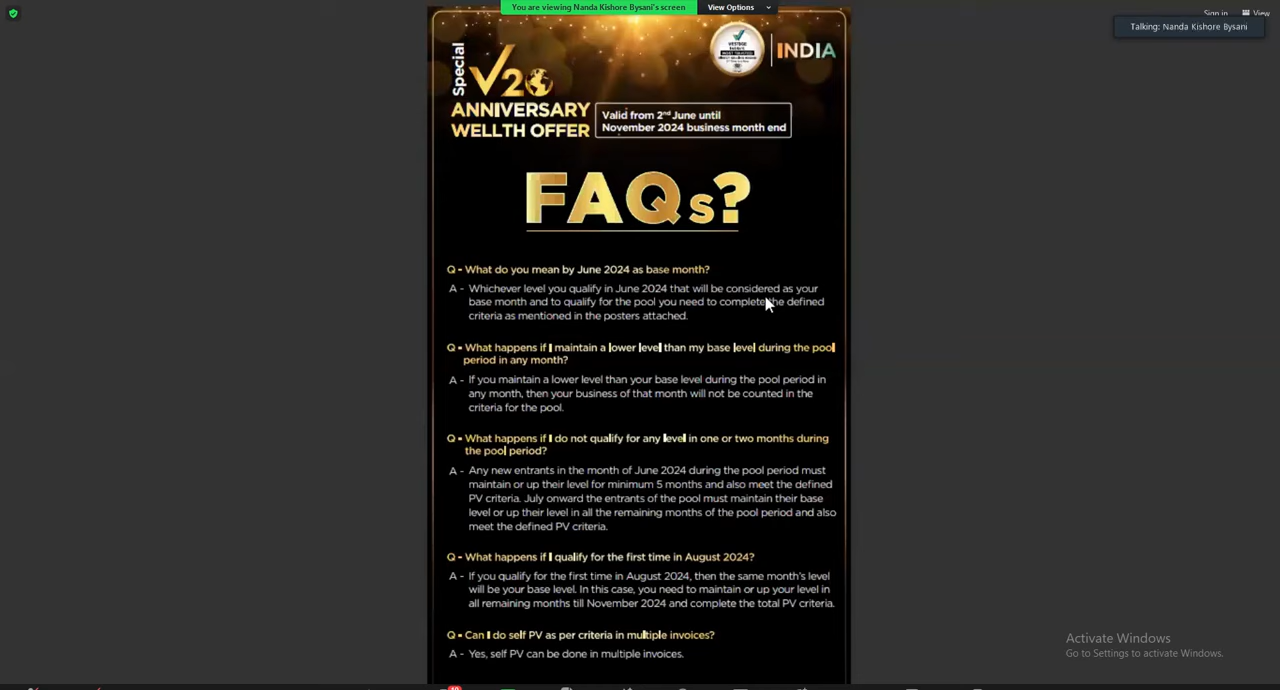 You are viewing Nanda Kishore Bysani's screen
View Options
Sign in
View
Talking: Nanda Kishore Bysani
Special
V20
INDIA
ANNIVERSARY
WELLTH OFFER
Valid from 2nd June until
November 2024 business month end
FAQs?
Q - What do you mean by June 2024 as base month?
A - Whichever level you qualify in June 2024 that will be considered as your
base month and to qualify for the pool you need to complete the defined
criteria as mentioned in the posters attached.
Q - What happens if I maintain a lower level than my base level during the pool
period in any month?
A - If you maintain a lower level than your base level during the pool period in
any month, then your business of that month will not be counted in the
criteria for the pool.
Q - What happens if I do not qualify for any level in one or two months during
the pool period?
A - Any new entrants in the month of June 2024 during the pool period must
maintain or up their level for minimum 5 months and also meet the defined
PV criteria. July onward the entrants of the pool must maintain their base
level or up their level in all the remaining months of the pool period and also
meet the defined PV criteria.
Q - What happens if I qualify for the first time in August 2024?
A - If you qualify for the first time in August 2024, then the same month's level
will be your base level. In this case, you need to maintain or up your level in
all remaining months till November 2024 and complete the total PV criteria.
Q - Can I do self PV as per criteria in multiple invoices?
A - Yes, self PV can be done in multiple invoices.
Activate Windows
Go to Settings to activate Windows.